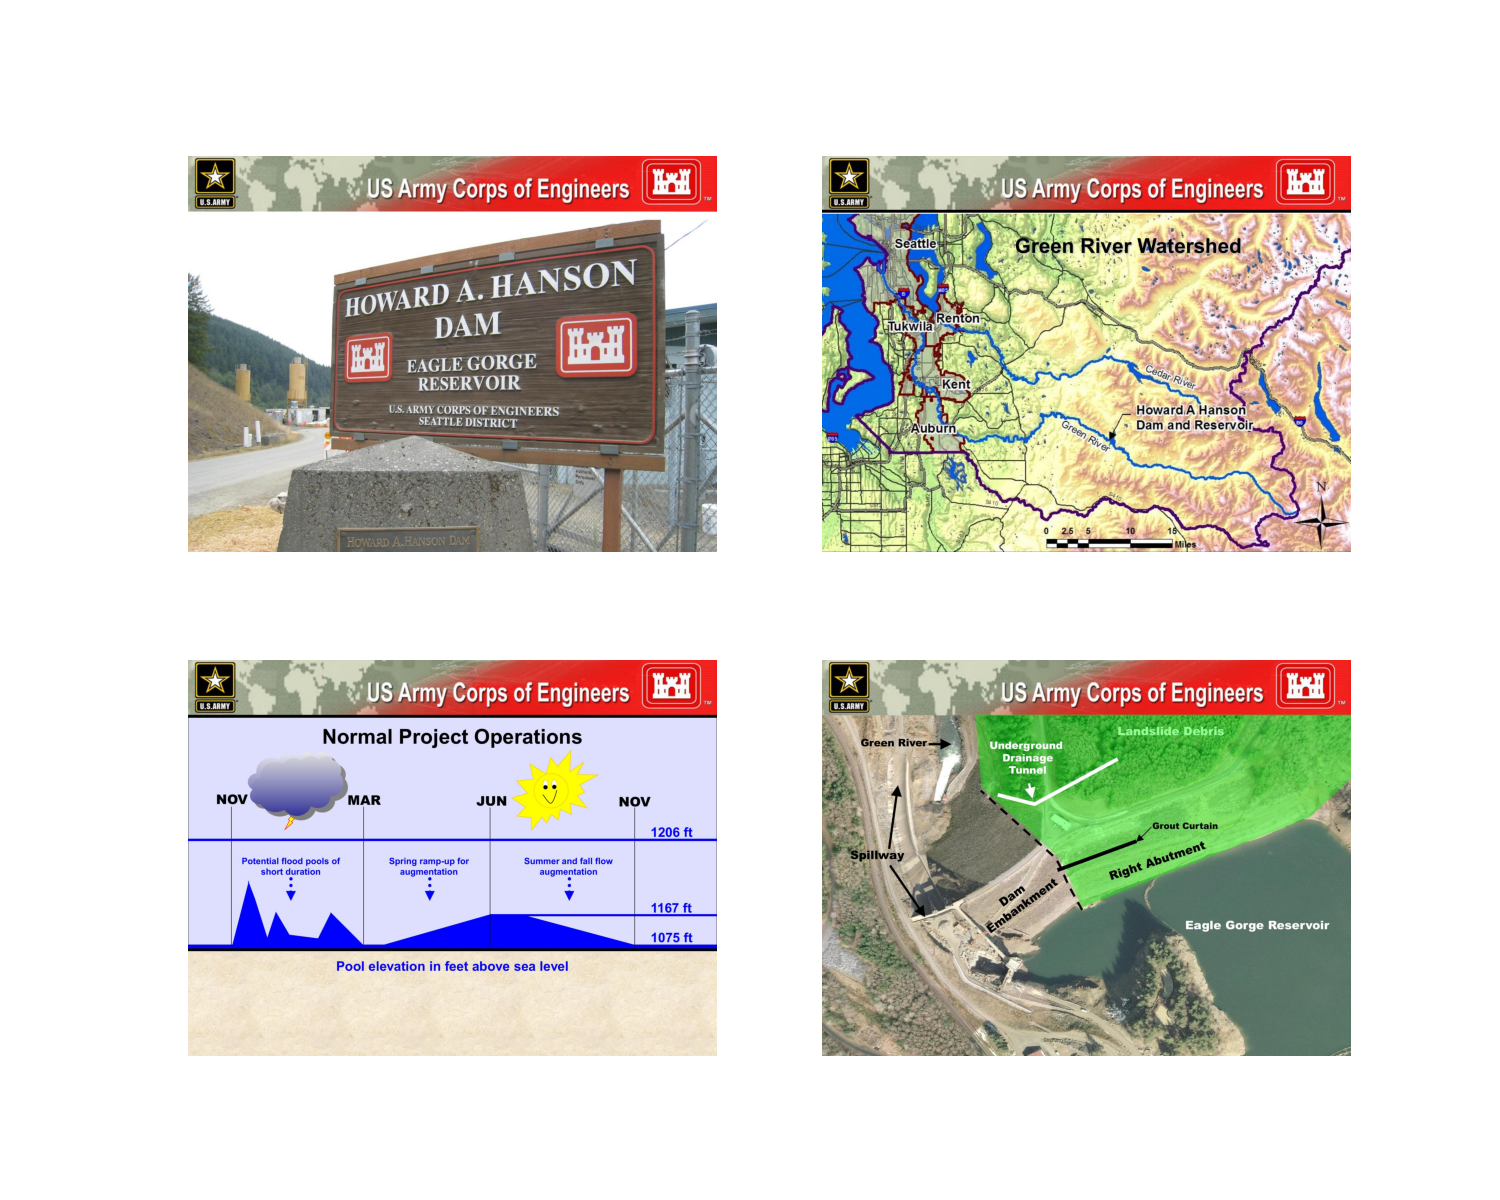 U.S.ARMY
US Army Corps of Engineers
TM
HOWARD A. HANSON
DAM
EAGLE GORGE
RESERVOIR
U.S. ARMY CORPS OF ENGINEERS
SEATTLE DISTRICT
HOWARD A. HANSON DAM
U.S.ARMY
US Army Corps of Engineers
TM
Green River Watershed
Seattle
Renton
Tukwila
Cedar River
Kent
Howard A Hanson
Dam and Reservoir
Auburn
Green River
N
0 2.5 5 10 15
Miles
U.S.ARMY
US Army Corps of Engineers
TM
Normal Project Operations
NOV MAR JUN NOV
1206 ft
Potential flood pools of
short duration
Spring ramp-up for
augmentation
Summer and fall flow
augmentation
1167 ft
1075 ft
Pool elevation in feet above sea level
U.S.ARMY
US Army Corps of Engineers
TM
Landslide Debris
Green River
Underground
Drainage
Tunnel
Grout Curtain
Spillway
Right Abutment
Dam
Embankment
Eagle Gorge Reservoir